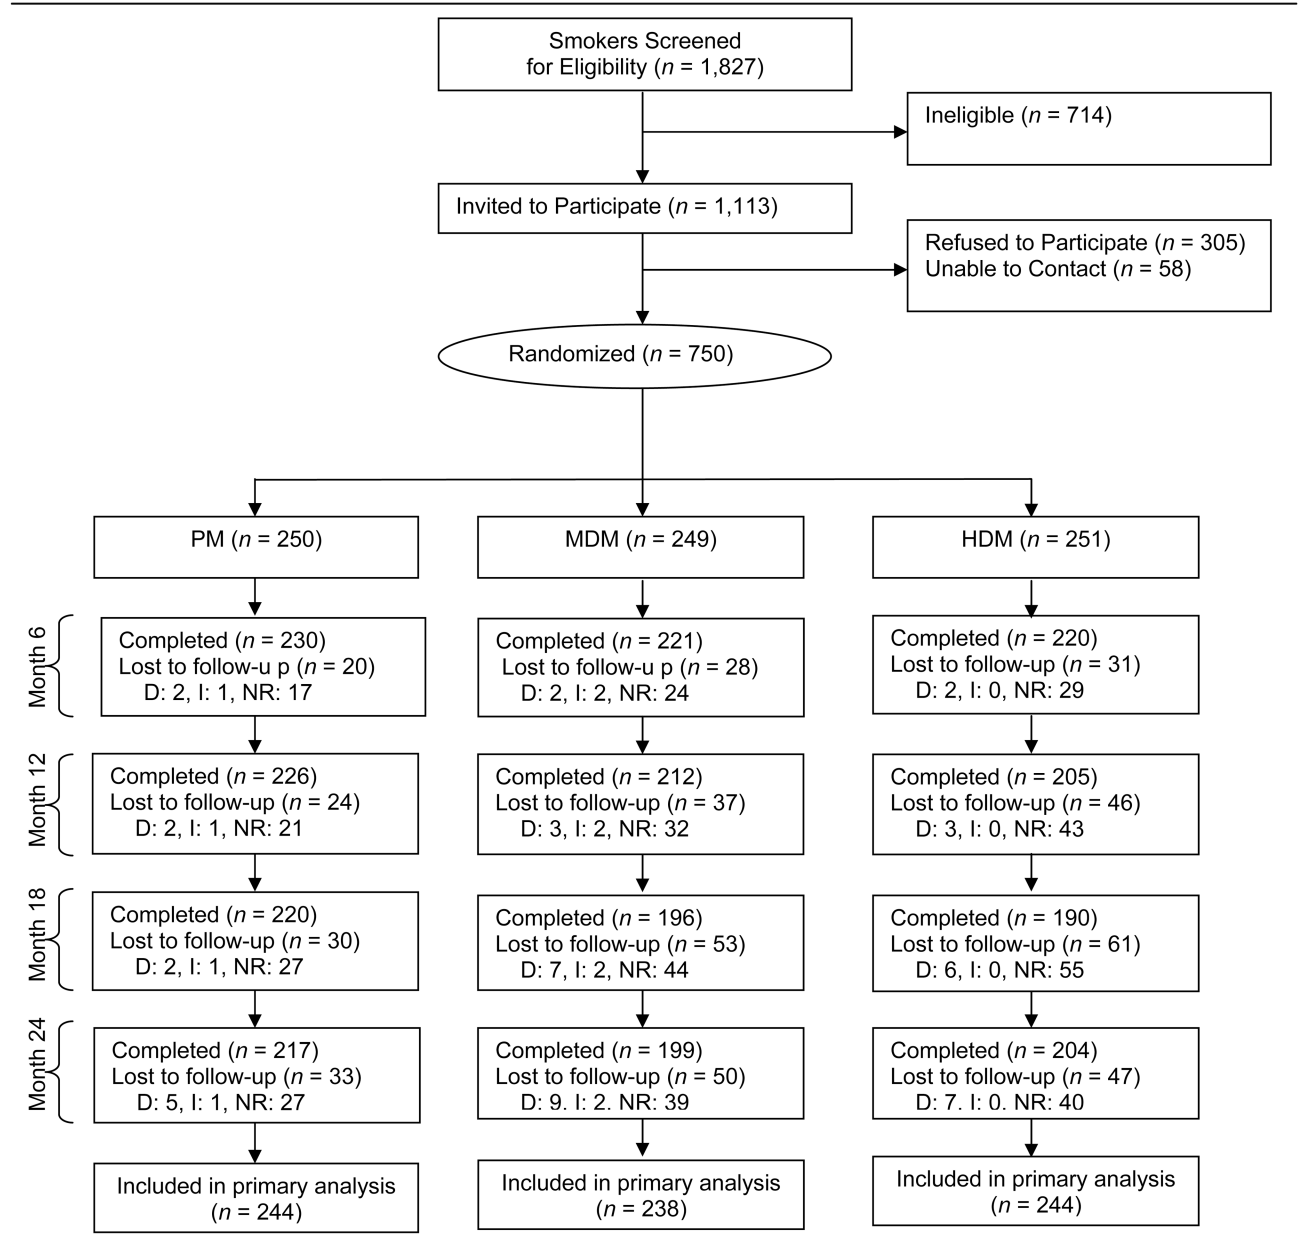 Smokers Screened
for Eligibility (n = 1,827)
Ineligible (n = 714)
Invited to Participate (n = 1,113)
Refused to Participate (n = 305)
Unable to Contact (n = 58)
Randomized (n = 750)
PM (n = 250)
MDM (n = 249)
HDM (n = 251)
Month 6
Completed (n = 230)
Lost to follow-u p (n = 20)
D: 2, I: 1, NR: 17
Completed (n = 221)
Lost to follow-u p (n = 28)
D: 2, I: 2, NR: 24
Completed (n = 220)
Lost to follow-up (n = 31)
D: 2, I: 0, NR: 29
Month 12
Completed (n = 226)
Lost to follow-up (n = 24)
D: 2, I: 1, NR: 21
Completed (n = 212)
Lost to follow-up (n = 37)
D: 3, I: 2, NR: 32
Completed (n = 205)
Lost to follow-up (n = 46)
D: 3, I: 0, NR: 43
Month 18
Completed (n = 220)
Lost to follow-up (n = 30)
D: 2, I: 1, NR: 27
Completed (n = 196)
Lost to follow-up (n = 53)
D: 7, I: 2, NR: 44
Completed (n = 190)
Lost to follow-up (n = 61)
D: 6, I: 0, NR: 55
Month 24
Completed (n = 217)
Lost to follow-up (n = 33)
D: 5, I: 1, NR: 27
Completed (n = 199)
Lost to follow-up (n = 50)
D: 9. I: 2. NR: 39
Completed (n = 204)
Lost to follow-up (n = 47)
D: 7. I: 0. NR: 40
Included in primary analysis
(n = 244)
Included in primary analysis
(n = 238)
Included in primary analysis
(n = 244)